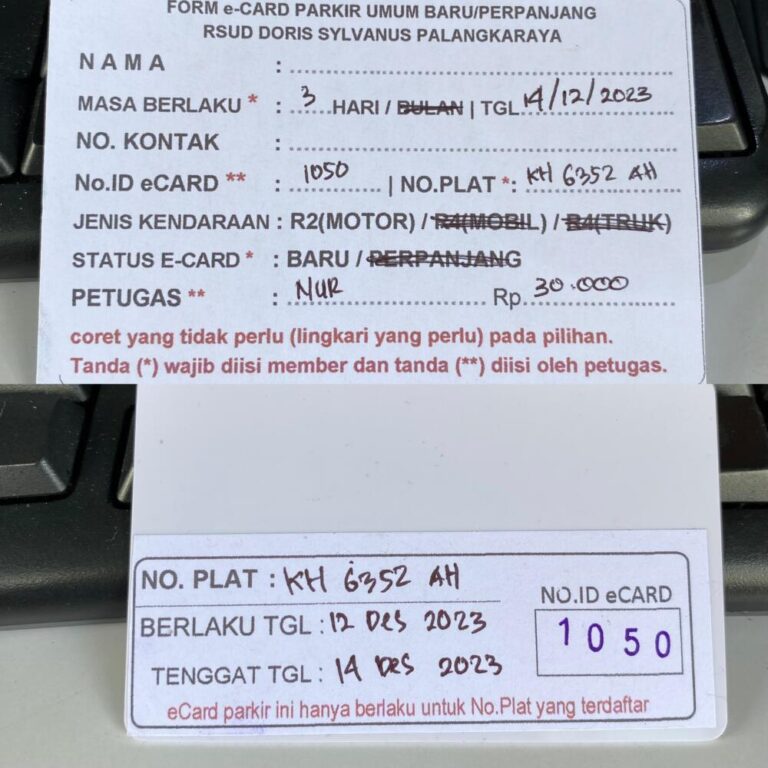 FORM e-CARD PARKIR UMUM BARU/PERPANJANG
RSUD DORIS SYLVANUS PALANGKARAYA
NAMA :
MASA BERLAKU * : 3 HARI / BULAN | TGL 14/12/2023
NO. KONTAK :
No.ID eCARD ** : 1050 | NO.PLAT *: KH 6352 AH
JENIS KENDARAAN : R2(MOTOR) / R4(MOBIL) / R4(TRUK)
STATUS E-CARD * : BARU / PERPANJANG
PETUGAS ** : NUR Rp. 30.000
coret yang tidak perlu (lingkari yang perlu) pada pilihan.
Tanda (*) wajib diisi member dan tanda (**) diisi oleh petugas.
NO. PLAT : KH 6352 AH
BERLAKU TGL : 12 DES 2023
TENGGAT TGL : 14 DES 2023
NO.ID eCARD
1050
eCard parkir ini hanya berlaku untuk No.Plat yang terdaftar